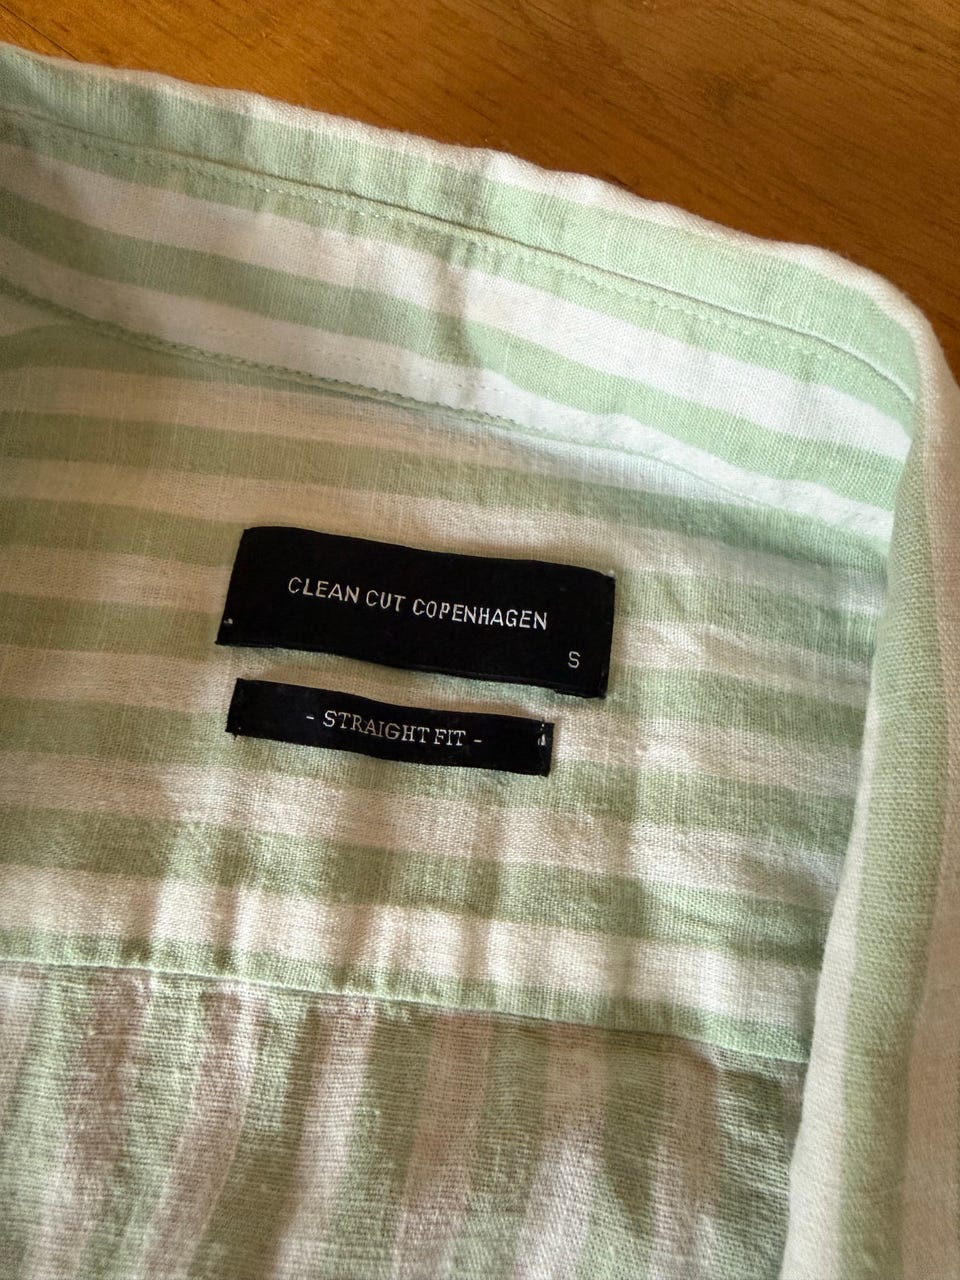 CLEAN CUT COPENHAGEN
S
- STRAIGHT FIT -